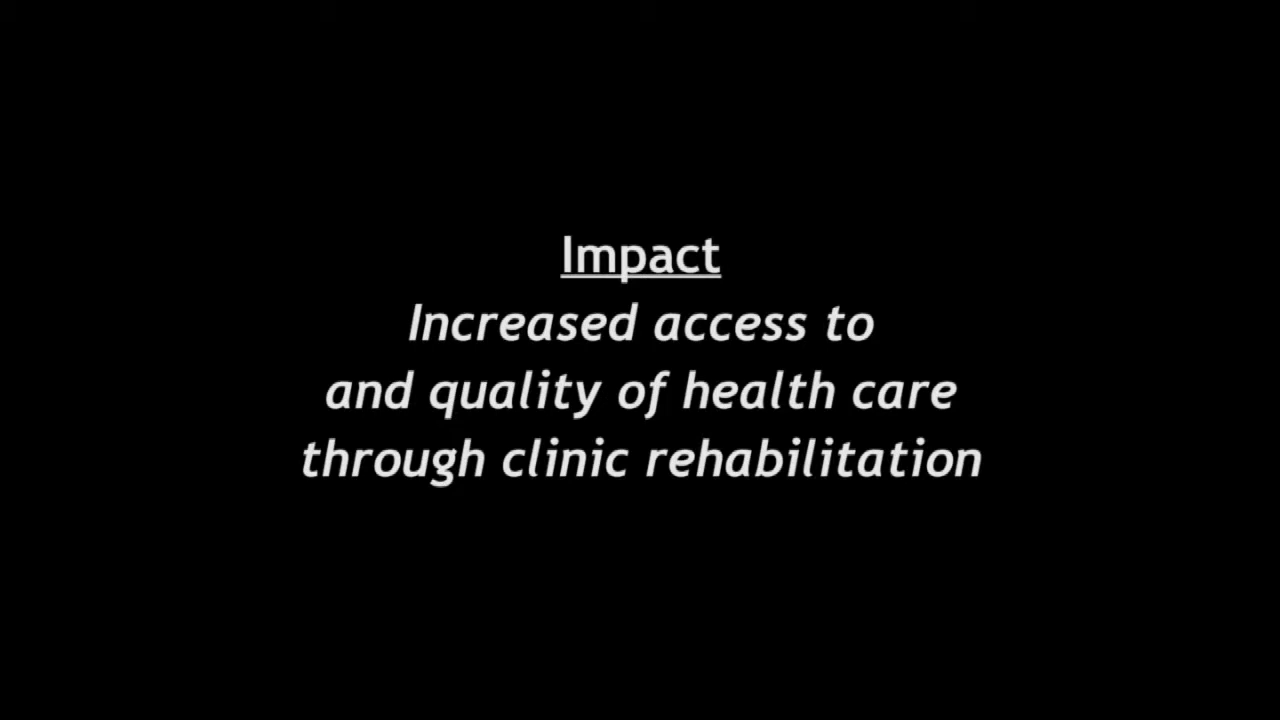 Impact
Increased access to
and quality of health care
through clinic rehabilitation